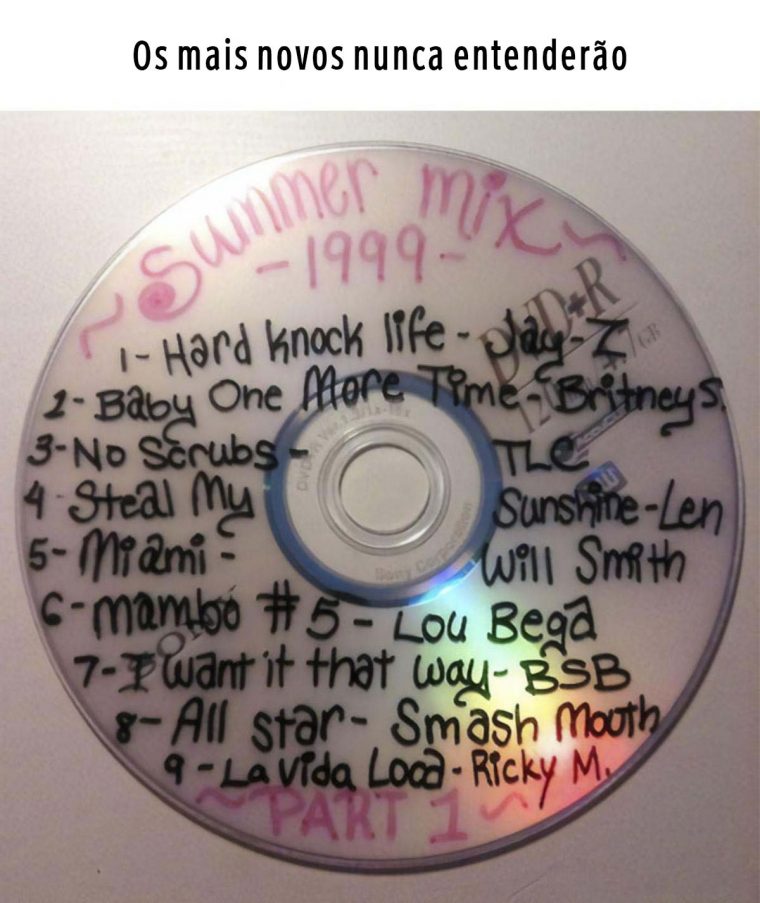 Os mais novos nunca entenderão
~Summer mix~
-1999-
DVD+R
1- Hard knock life - Jay-Z
2- Baby One More Time - Britney S.
3- No Scrubs - TLC
4 - Steal My Sunshine - Len
5- Miami - Will Smith
6- mambo #5 - Lou Bega
7- I want it that way - BSB
8- All star - Smash Mouth
9 - La vida Loca - Ricky M.
~PART 1~
Sony Corporation